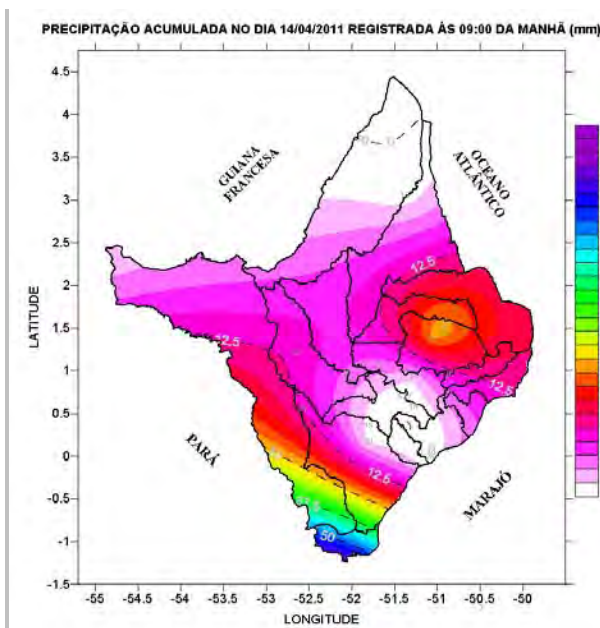 PRECIPITAÇÃO ACUMULADA NO DIA 14/04/2011 REGISTRADA ÀS 09:00 DA MANHÃ (mm)
4.5
4
3.5
3
2.5
2
1.5
1
0.5
0
-0.5
-1
-1.5
LATITUDE
GUIANA
FRANCESA
OCEANO
ATLÂNTICO
PARÁ
MARAJÓ
12.5
12.5
12.5
12.5
50
-55 -54.5 -54 -53.5 -53 -52.5 -52 -51.5 -51 -50.5 -50
LONGITUDE